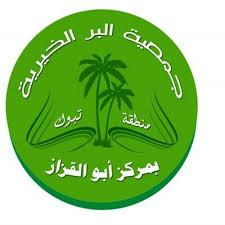 جمعية البر الخيرية
منطقة تبوك
بمركز أبو القزاز